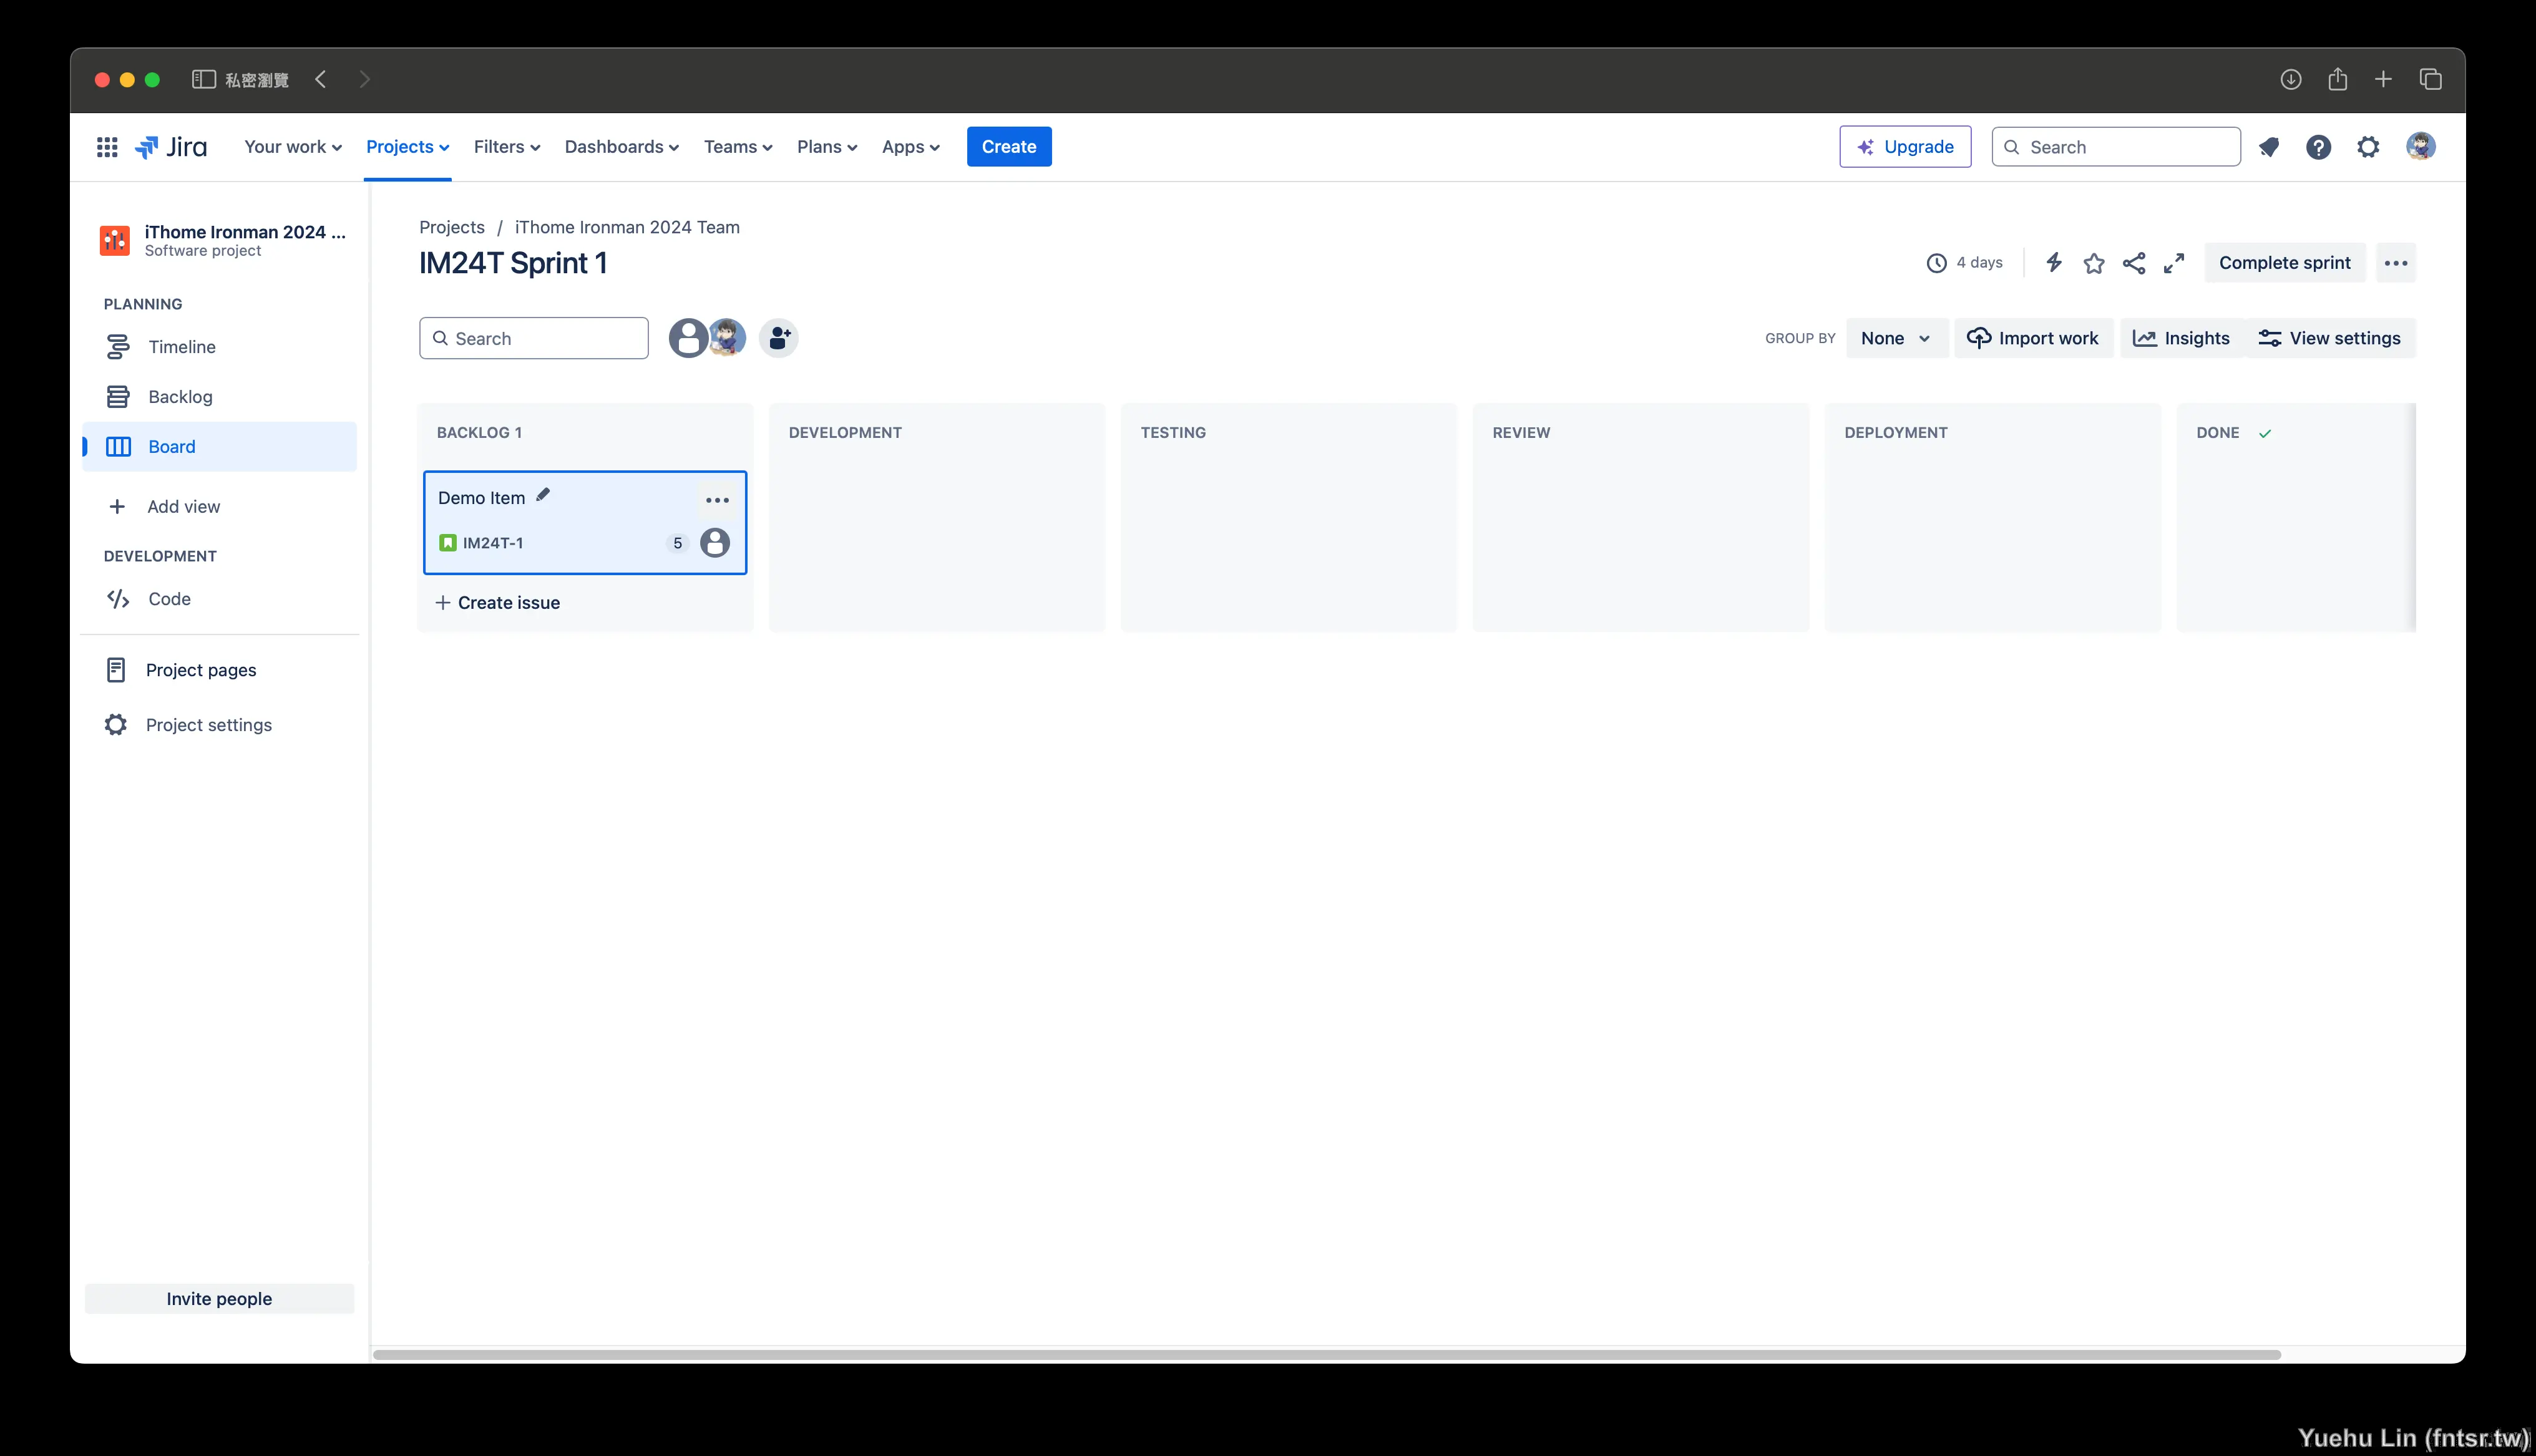 私密瀏覽
Jira Your work Projects Filters Dashboards Teams Plans Apps Create Upgrade Search
iThome Ironman 2024 ...
Software project
PLANNING
Timeline
Backlog
Board
Add view
DEVELOPMENT
Code
Project pages
Project settings
Invite people
Projects / iThome Ironman 2024 Team
IM24T Sprint 1
4 days Complete sprint
Search GROUP BY None Import work Insights View settings
BACKLOG 1 DEVELOPMENT TESTING REVIEW DEPLOYMENT DONE
Demo Item
IM24T-1 5
Create issue
Yuehu Lin (fntsr.tw)